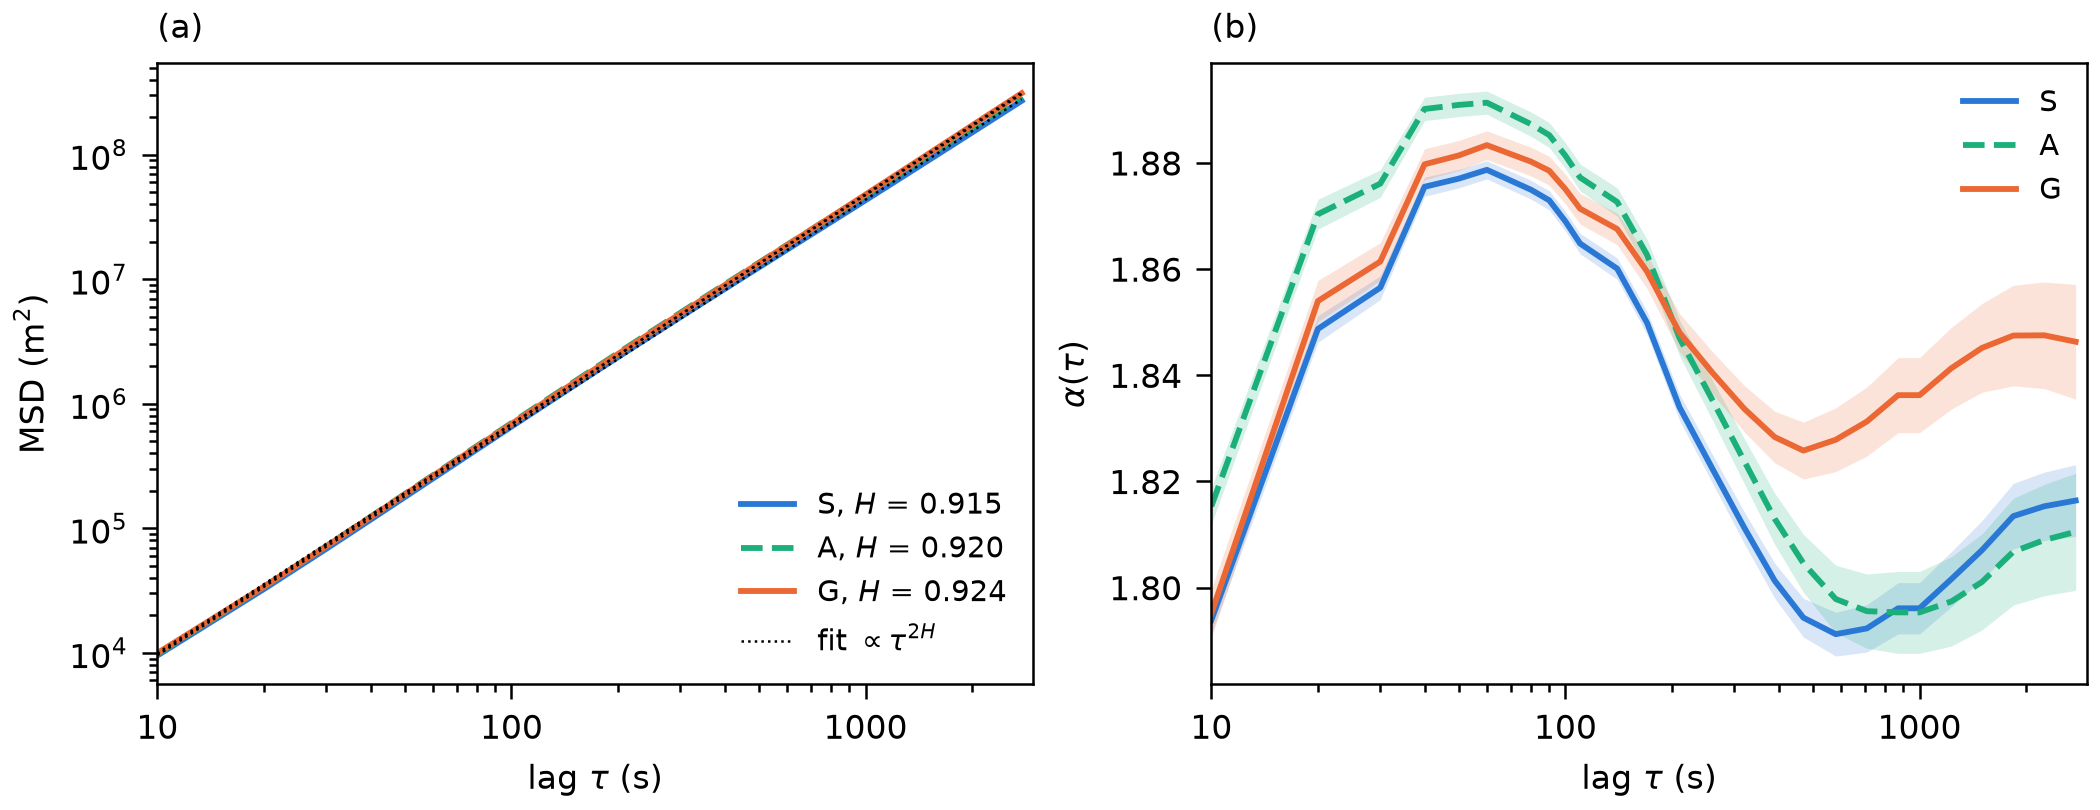 (a)
MSD (m²)
10⁸
10⁷
10⁶
10⁵
10⁴
10 100 1000
lag τ (s)
S, H = 0.915
A, H = 0.920
G, H = 0.924
fit ∝ τ²ᴴ
(b)
α(τ)
1.88
1.86
1.84
1.82
1.80
10 100 1000
lag τ (s)
S
A
G